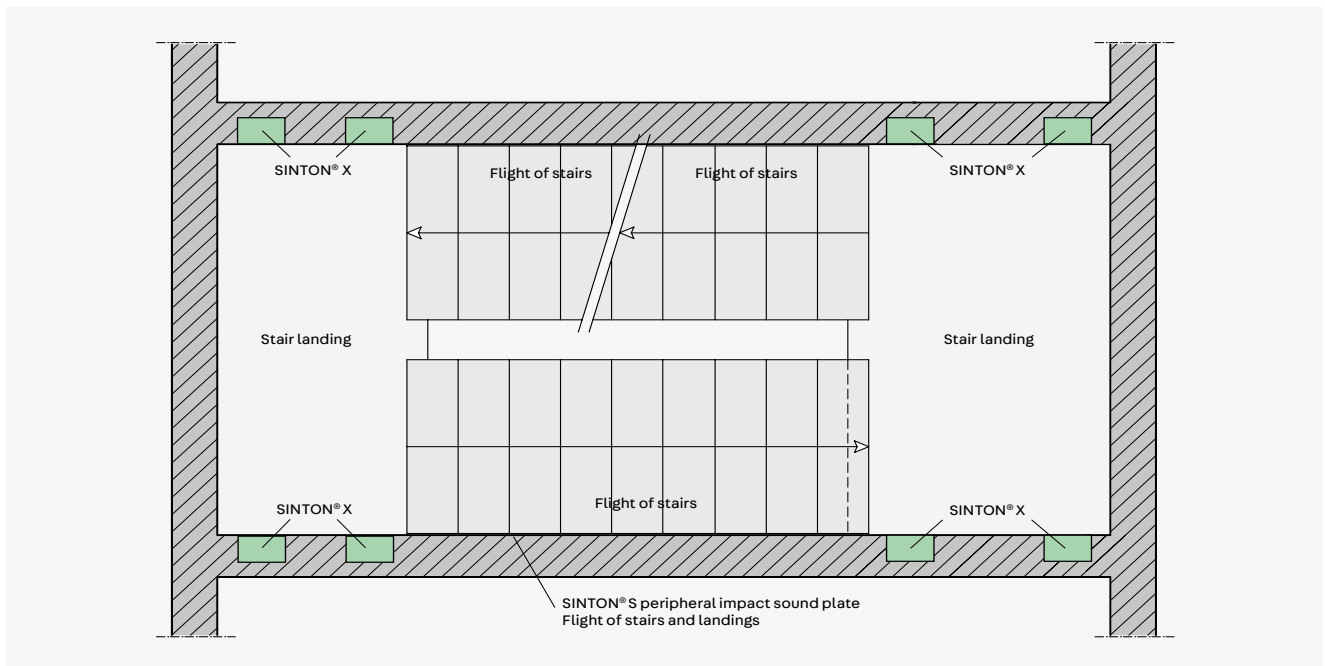 SINTON® X
SINTON® X
Flight of stairs
Flight of stairs
Stair landing
Stair landing
Flight of stairs
SINTON® X
SINTON® X
SINTON® S peripheral impact sound plate
Flight of stairs and landings